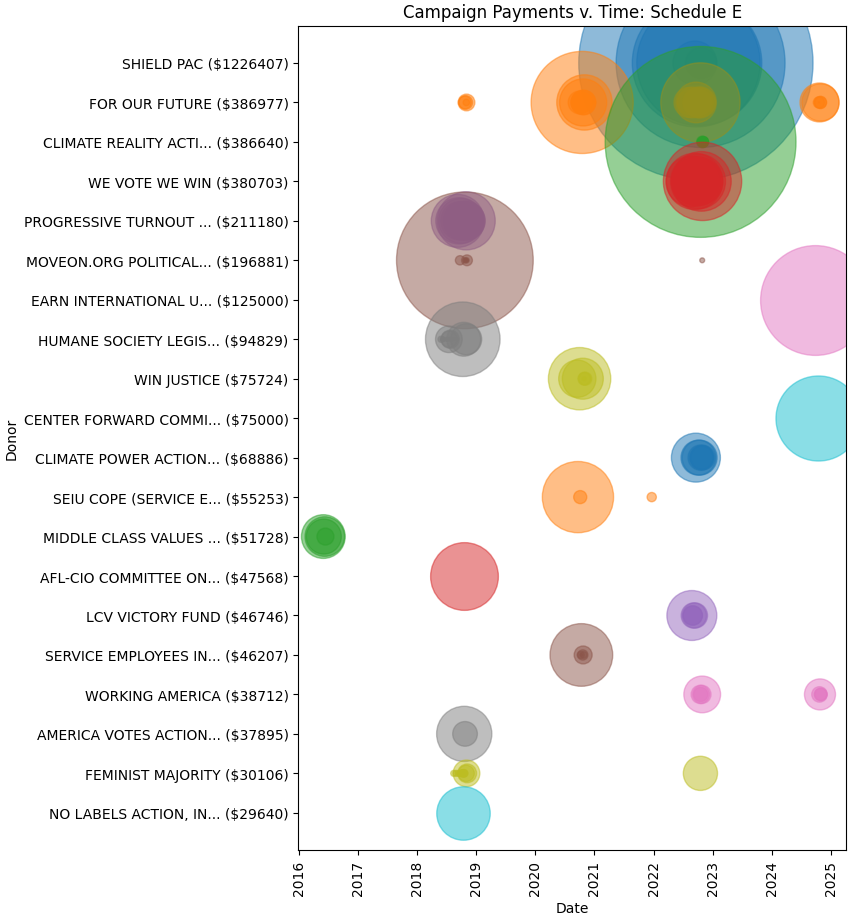 Campaign Payments v. Time: Schedule E
SHIELD PAC ($1226407)
FOR OUR FUTURE ($386977)
CLIMATE REALITY ACTI... ($386640)
WE VOTE WE WIN ($380703)
PROGRESSIVE TURNOUT ... ($211180)
MOVEON.ORG POLITICAL... ($196881)
EARN INTERNATIONAL U... ($125000)
HUMANE SOCIETY LEGIS... ($94829)
WIN JUSTICE ($75724)
CENTER FORWARD COMMI... ($75000)
CLIMATE POWER ACTION... ($68886)
SEIU COPE (SERVICE E... ($55253)
MIDDLE CLASS VALUES ... ($51728)
AFL-CIO COMMITTEE ON... ($47568)
LCV VICTORY FUND ($46746)
SERVICE EMPLOYEES IN... ($46207)
WORKING AMERICA ($38712)
AMERICA VOTES ACTION... ($37895)
FEMINIST MAJORITY ($30106)
NO LABELS ACTION, IN... ($29640)
Donor
2016
2017
2018
2019
2020
2021
2022
2023
2024
2025
Date